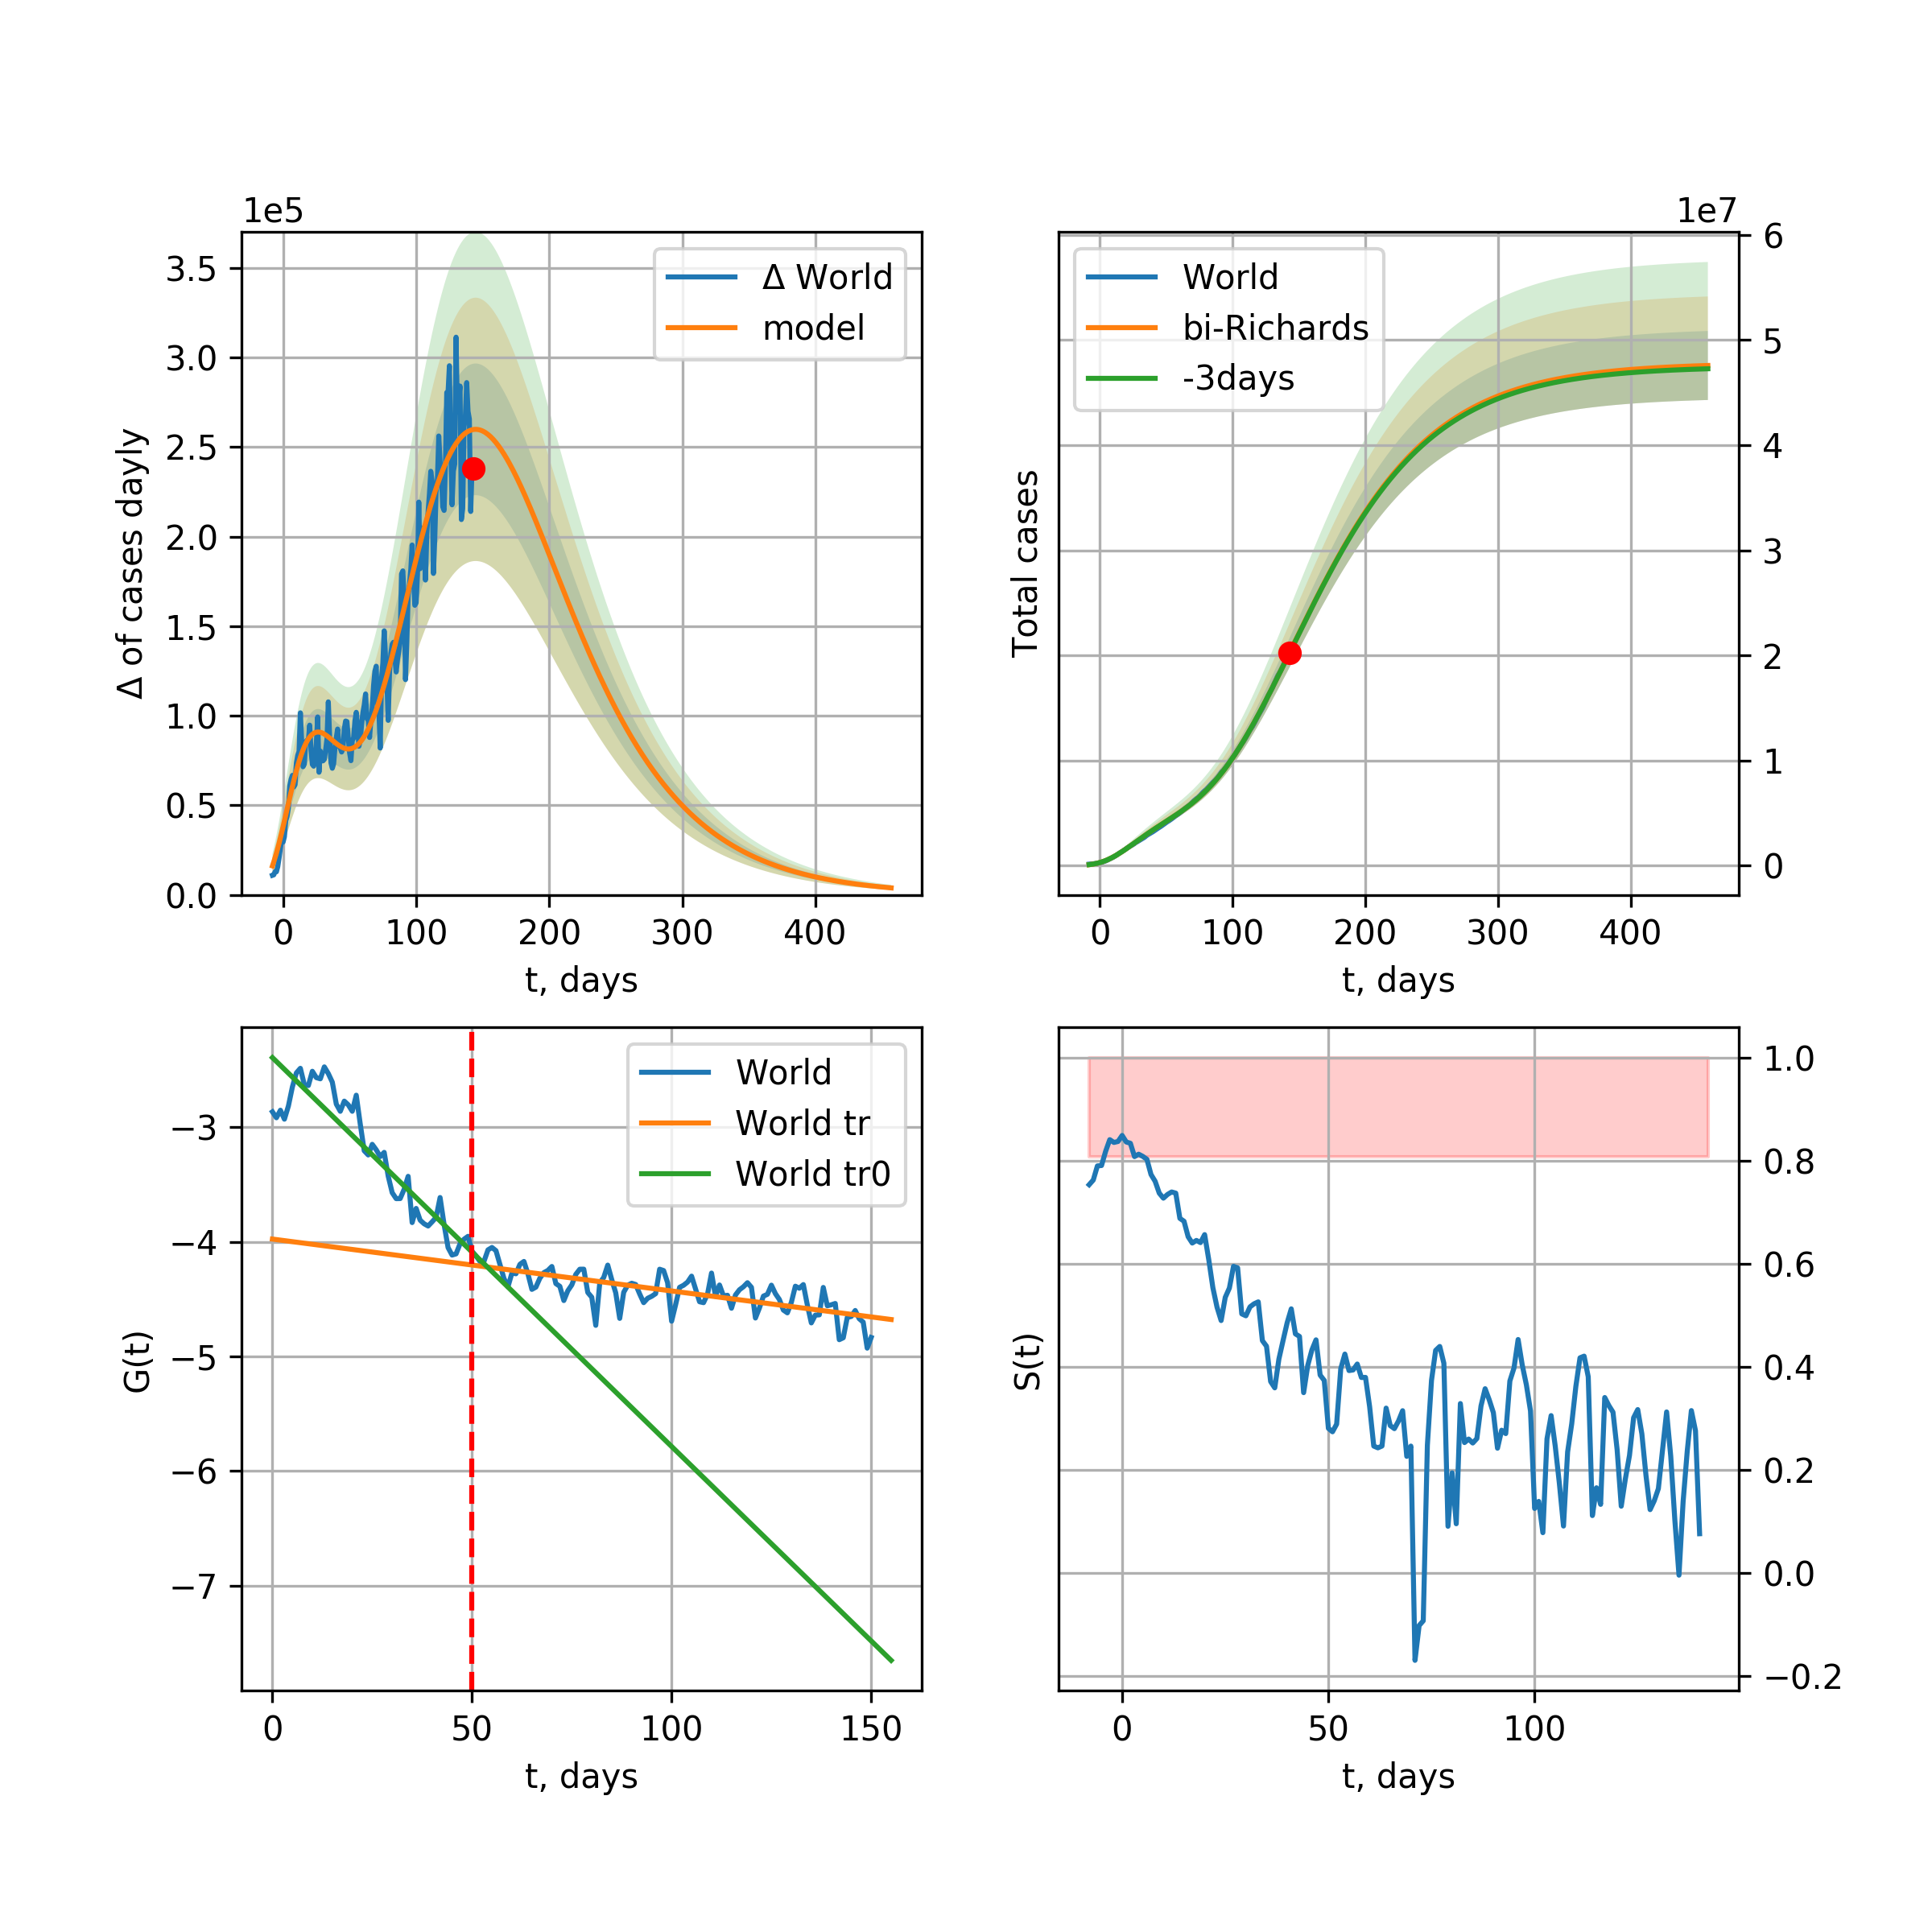 1e5
Δ of cases dayly
3.5
3.0
2.5
2.0
1.5
1.0
0.5
0.0
Δ World
model
0 100 200 300 400
t, days
1e7
Total cases
World
bi-Richards
-3days
6
5
4
3
2
1
0
0 100 200 300 400
t, days
G(t)
−3
−4
−5
−6
−7
World
World tr
World tr0
0 50 100 150
t, days
S(t)
1.0
0.8
0.6
0.4
0.2
0.0
−0.2
0 50 100
t, days